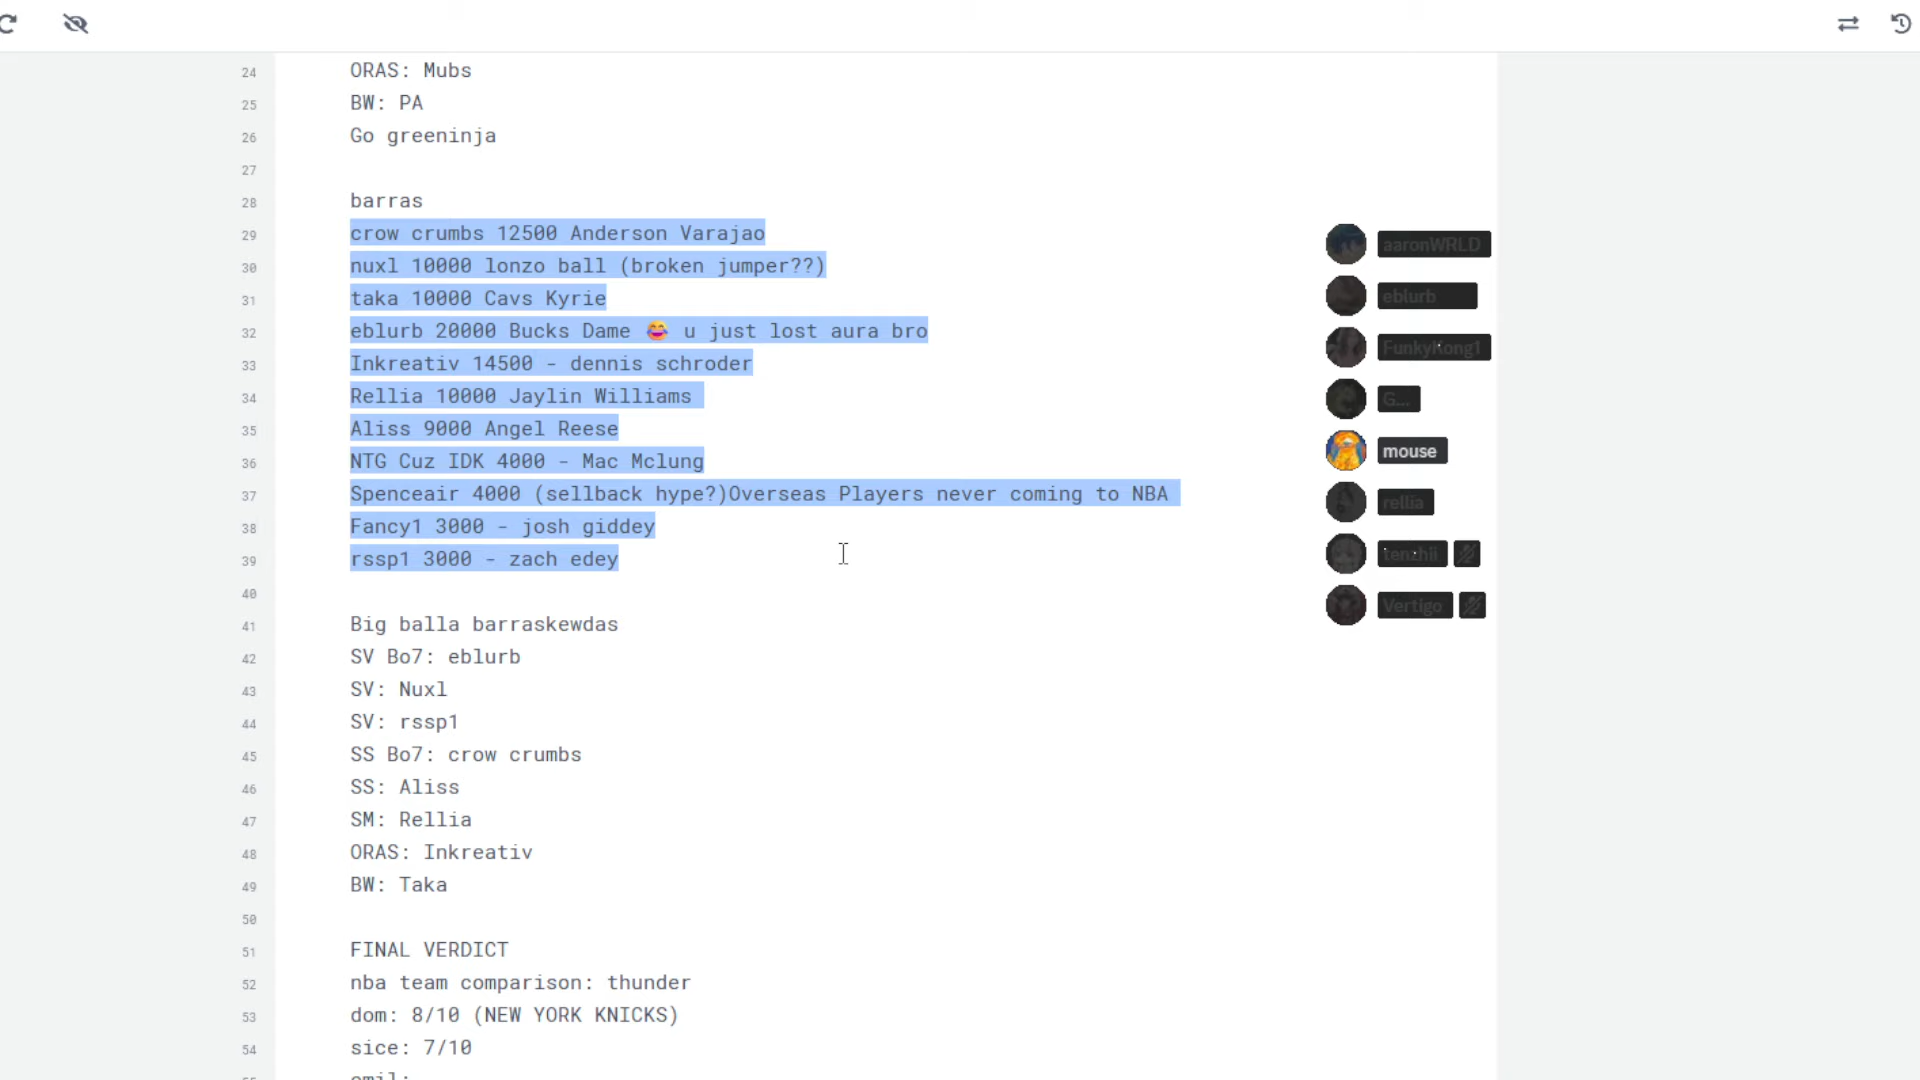 24 ORAS: Mubs
25 BW: PA
26 Go greeninja
27
28 barras
29 crow crumbs 12500 Anderson Varajao
30 nuxl 10000 lonzo ball (broken jumper??)
31 taka 10000 Cavs Kyrie
32 eblurb 20000 Bucks Dame 😂 u just lost aura bro
33 Inkreativ 14500 - dennis schroder
34 Rellia 10000 Jaylin Williams
35 Aliss 9000 Angel Reese
36 NTG Cuz IDK 4000 - Mac Mclung
37 Spenceair 4000 (sellback hype?)Overseas Players never coming to NBA
38 Fancy1 3000 - josh giddey
39 rssp1 3000 - zach edey
40
41 Big balla barraskewdas
42 SV Bo7: eblurb
43 SV: Nuxl
44 SV: rssp1
45 SS Bo7: crow crumbs
46 SS: Aliss
47 SM: Rellia
48 ORAS: Inkreativ
49 BW: Taka
50
51 FINAL VERDICT
52 nba team comparison: thunder
53 dom: 8/10 (NEW YORK KNICKS)
54 sice: 7/10
aaronWRLD
eblurb
FunkyKong1
G...
mouse
rellia
tenzhii
Vertigo